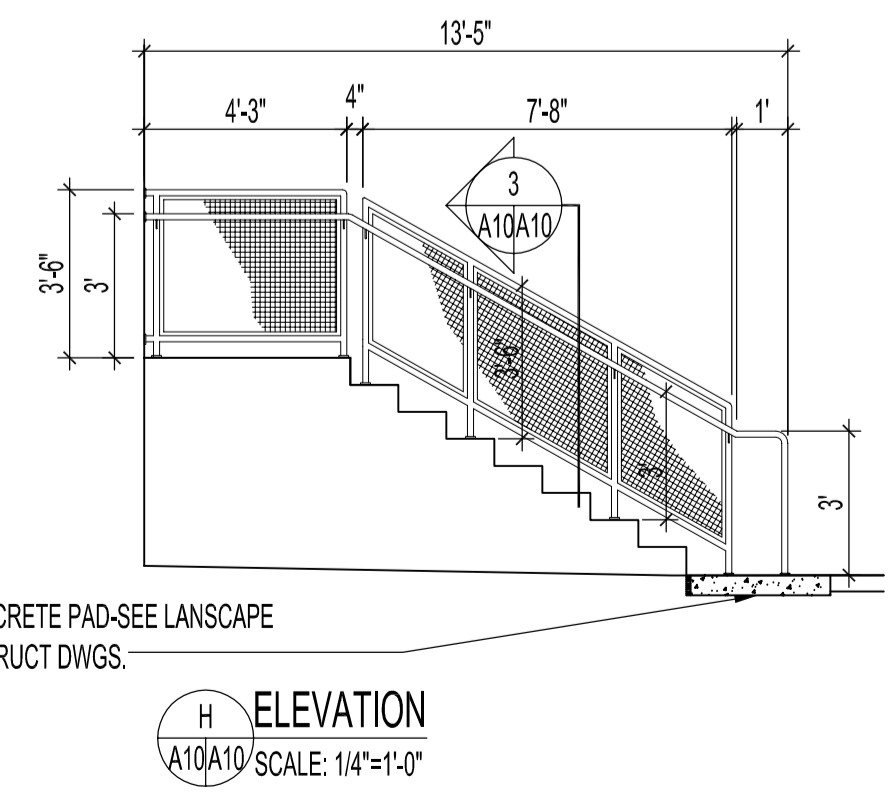 13'-5"
4'-3"
4"
7'-8"
1'
3
A10 A10
3'-6"
3'
3'-6"
3'
3'
CRETE PAD-SEE LANSCAPE
RUCT DWGS.
H
A10 A10
ELEVATION
SCALE: 1/4"=1'-0"